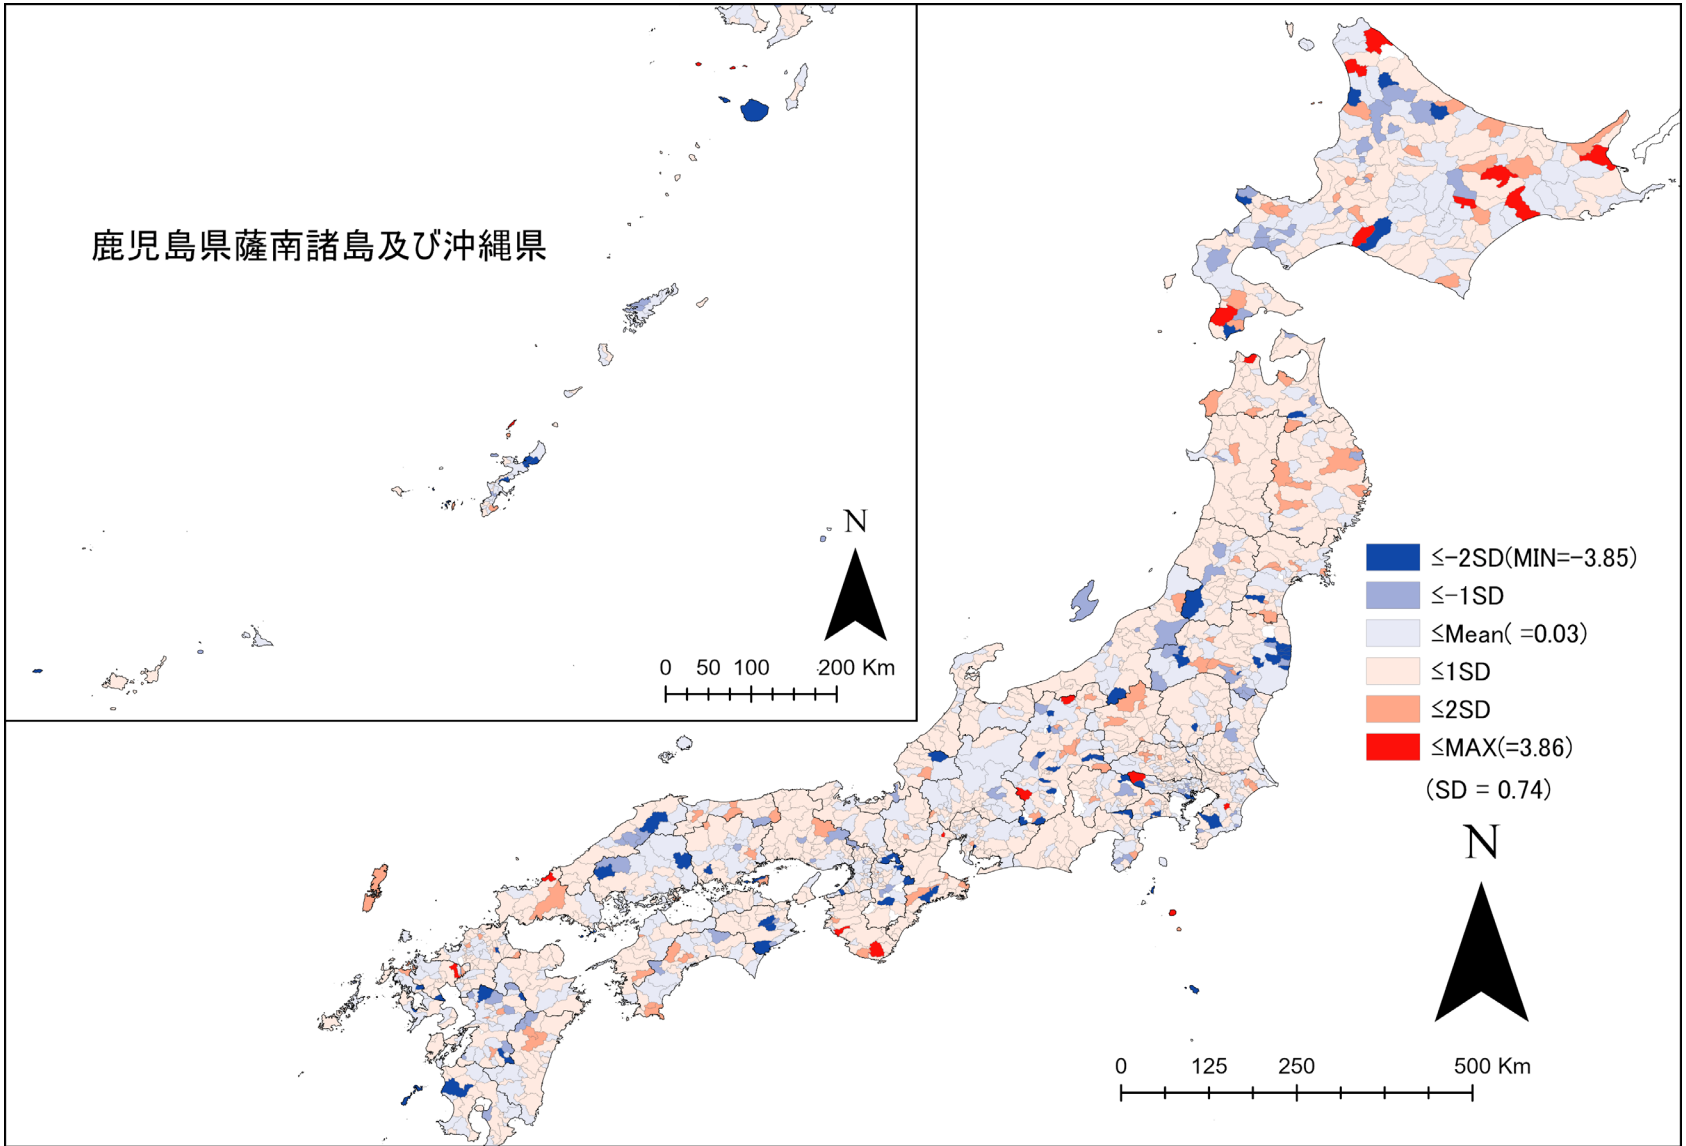 鹿児島県薩南諸島及び沖縄県
N
0 50 100 200 Km
≤-2SD(MIN=-3.85)
≤-1SD
≤Mean( =0.03)
≤1SD
≤2SD
≤MAX(=3.86)
(SD = 0.74)
N
0 125 250 500 Km